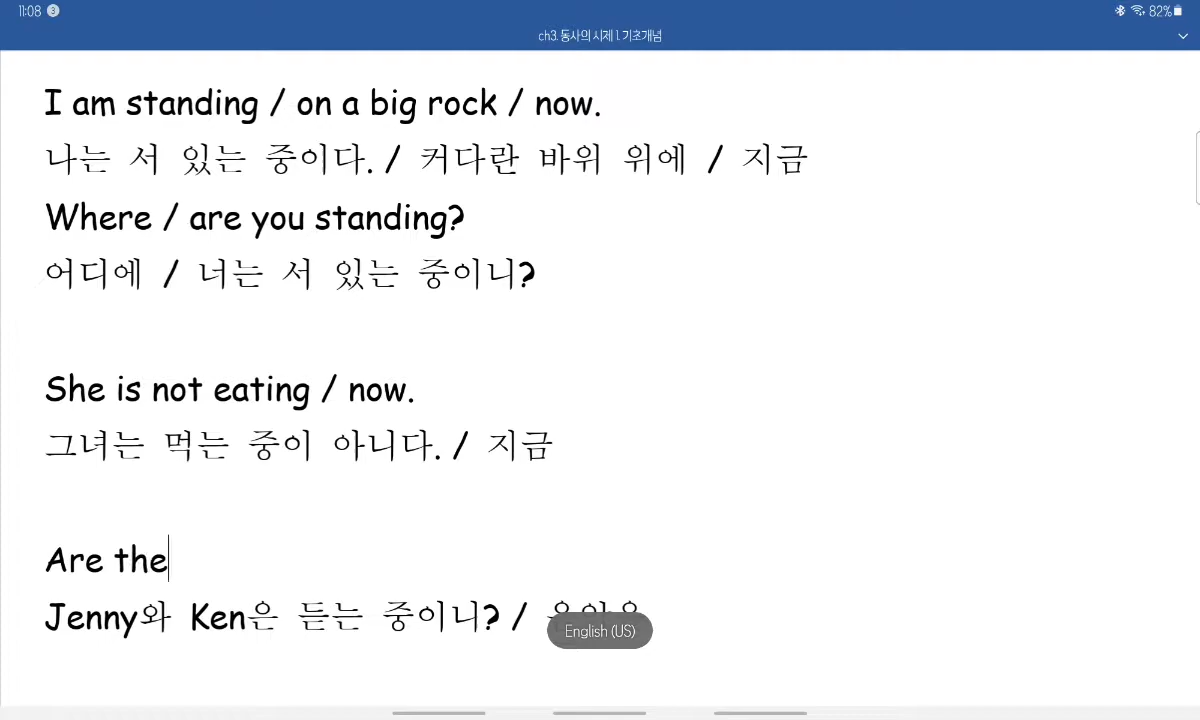 11:08 3 82%
ch3. 동사의 시제 1. 기초개념
I am standing / on a big rock / now.
나는 서 있는 중이다. / 커다란 바위 위에 / 지금
Where / are you standing?
어디에 / 너는 서 있는 중이니?
She is not eating / now.
그녀는 먹는 중이 아니다. / 지금
Are the
Jenny와 Ken은 듣는 중이니? /
English (US)